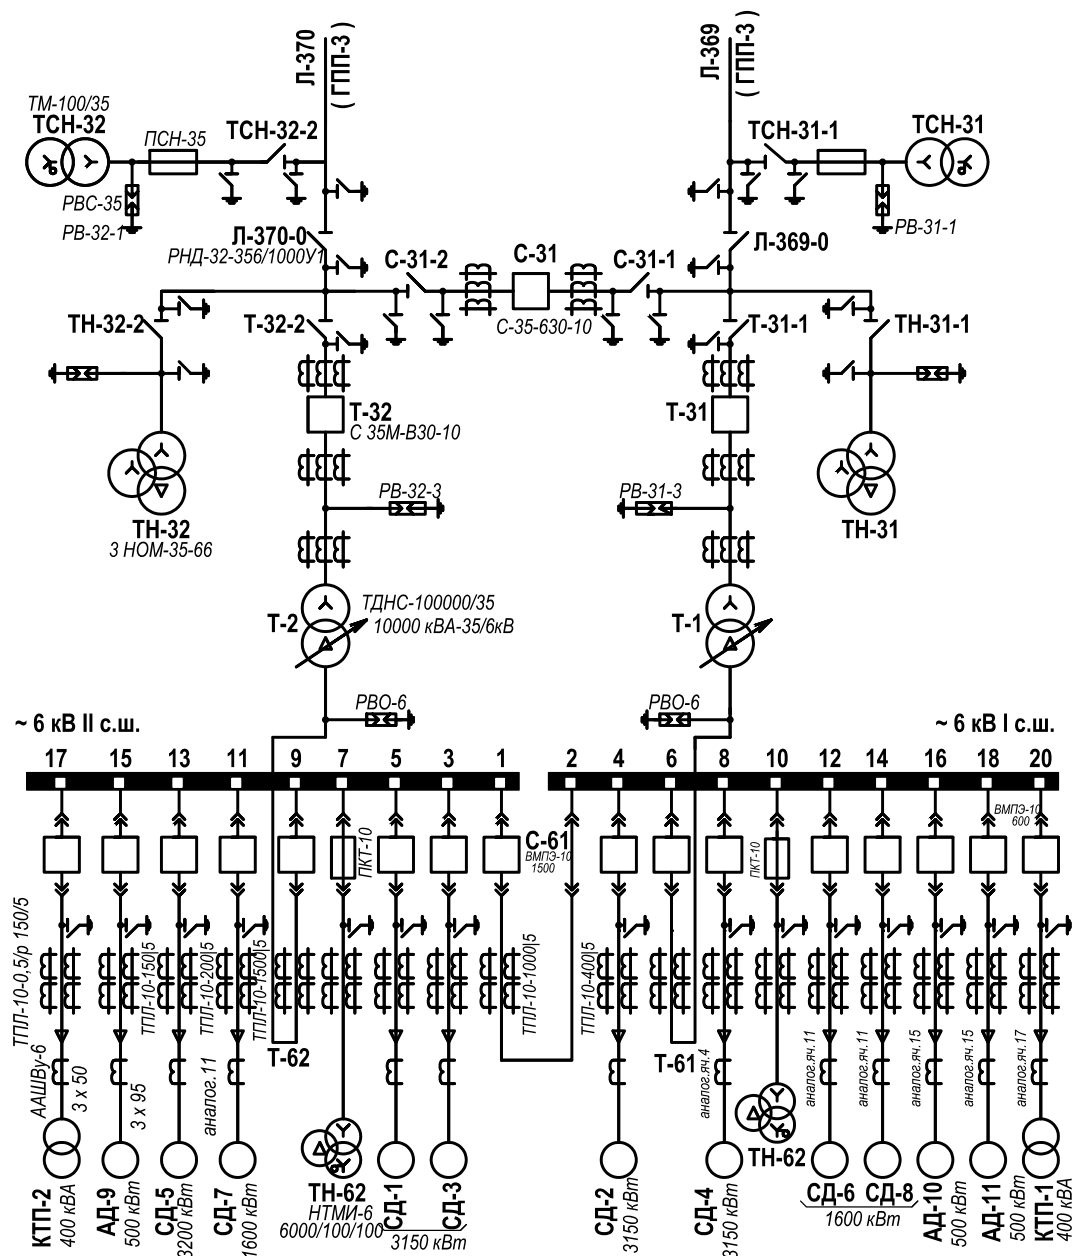 Л-370
( ГПП-3 )
Л-369
( ГПП-3 )
ТМ-100/35
ТСН-32
ПСН-35
ТСН-32-2
ТСН-31-1
ТСН-31
РВС-35
РВ-32-1
РВ-31-1
Л-370-0
РНД-32-356/1000У1
Л-369-0
С-31-2
С-31
С-31-1
С-35-630-10
ТН-32-2
Т-32-2
Т-31-1
ТН-31-1
Т-32
С 35М-В30-10
Т-31
РВ-32-3
РВ-31-3
ТН-32
3 НОМ-35-66
ТН-31
Т-2
ТДНС-100000/35
10000 кВА-35/6кВ
Т-1
РВО-6
РВО-6
~ 6 кВ II с.ш.
~ 6 кВ I с.ш.
17 15 13 11 9 7 5 3 1 2 4 6 8 10 12 14 16 18 20
ПКТ-10
С-61
ВМПЭ-10
1500
ПКТ-10
ВМПЭ-10
600
ТПЛ-10-0,5/р 150/5
ТПЛ-10-150|5
ТПЛ-10-200|5
ТПЛ-10-1500|5
ТПЛ-10-1000|5
ТПЛ-10-400|5
Т-62
Т-61
ААШВу-6
3 х 50
3 х 95
аналог.11
аналог.яч.4
аналог.яч.11
аналог.яч.11
аналог.яч.15
аналог.яч.15
аналог.яч.17
КТП-2
400 кВА
АД-9
500 кВт
СД-5
3200 кВт
СД-7
1600 кВт
ТН-62
НТМИ-6
6000/100/100
СД-1
СД-3
3150 кВт
СД-2
3150 кВт
СД-4
3150 кВт
ТН-62
СД-6 СД-8
1600 кВт
АД-10
500 кВт
АД-11
500 кВт
КТП-1
400 кВА